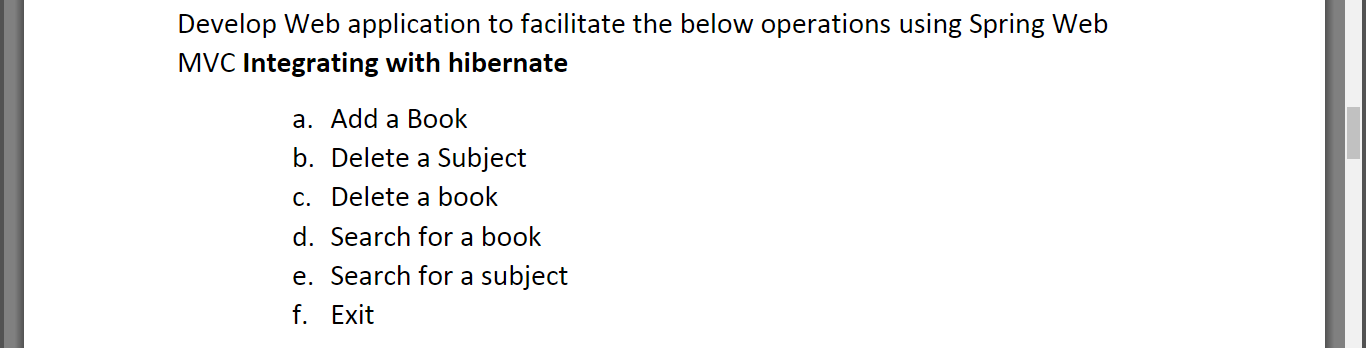 Develop Web application to facilitate the below operations using Spring Web
MVC Integrating with hibernate
a. Add a Book
b. Delete a Subject
c. Delete a book
d. Search for a book
e. Search for a subject
f. Exit